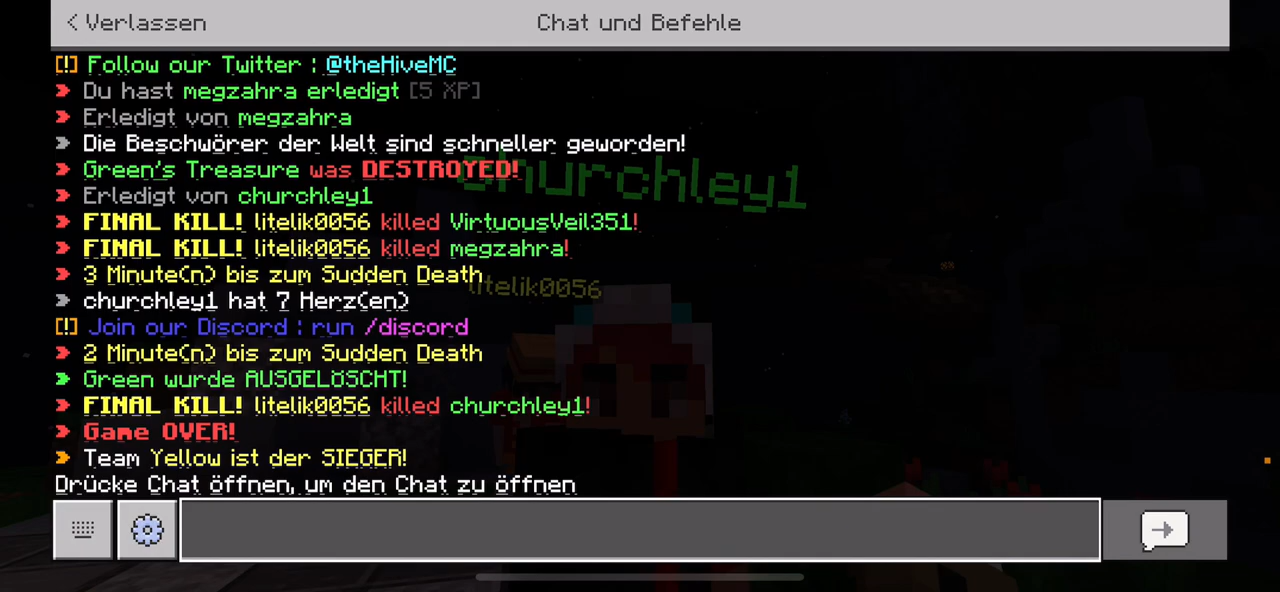 < Verlassen
Chat und Befehle
[!] Follow our Twitter : @theHiveMC
Du hast megzahra erledigt [5 XP]
Erledigt von megzahra
Die Beschwörer der Welt sind schneller geworden!
Green's Treasure was DESTROYED!
Erledigt von churchley1
FINAL KILL! litelik0056 killed VirtuousVeil351!
FINAL KILL! litelik0056 killed megzahra!
3 Minute(n) bis zum Sudden Death
churchley1 hat 7 Herz(en)
[!] Join our Discord : run /discord
2 Minute(n) bis zum Sudden Death
Green wurde AUSGELÖSCHT!
FINAL KILL! litelik0056 killed churchley1!
Game OVER!
Team Yellow ist der SIEGER!
Drücke Chat öffnen, um den Chat zu öffnen
churchley1
litelik0056